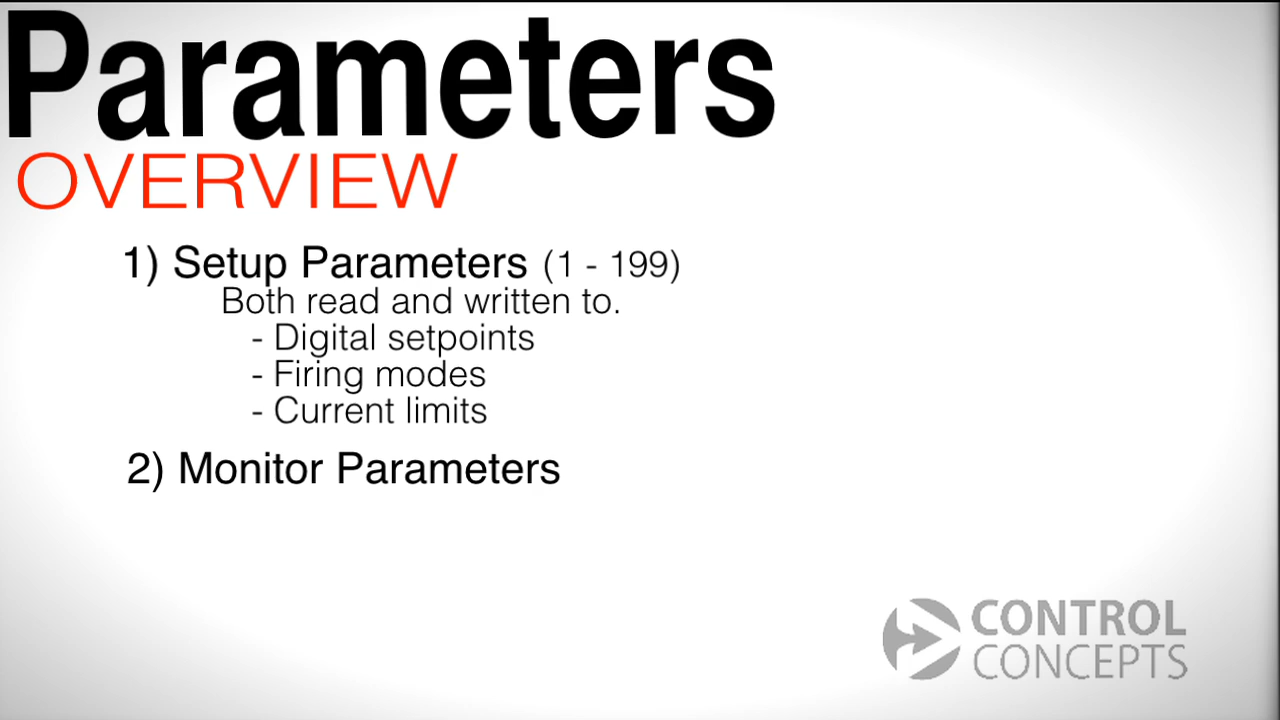 Parameters
OVERVIEW
1) Setup Parameters (1 - 199)
Both read and written to.
- Digital setpoints
- Firing modes
- Current limits
2) Monitor Parameters
CONTROL
CONCEPTS